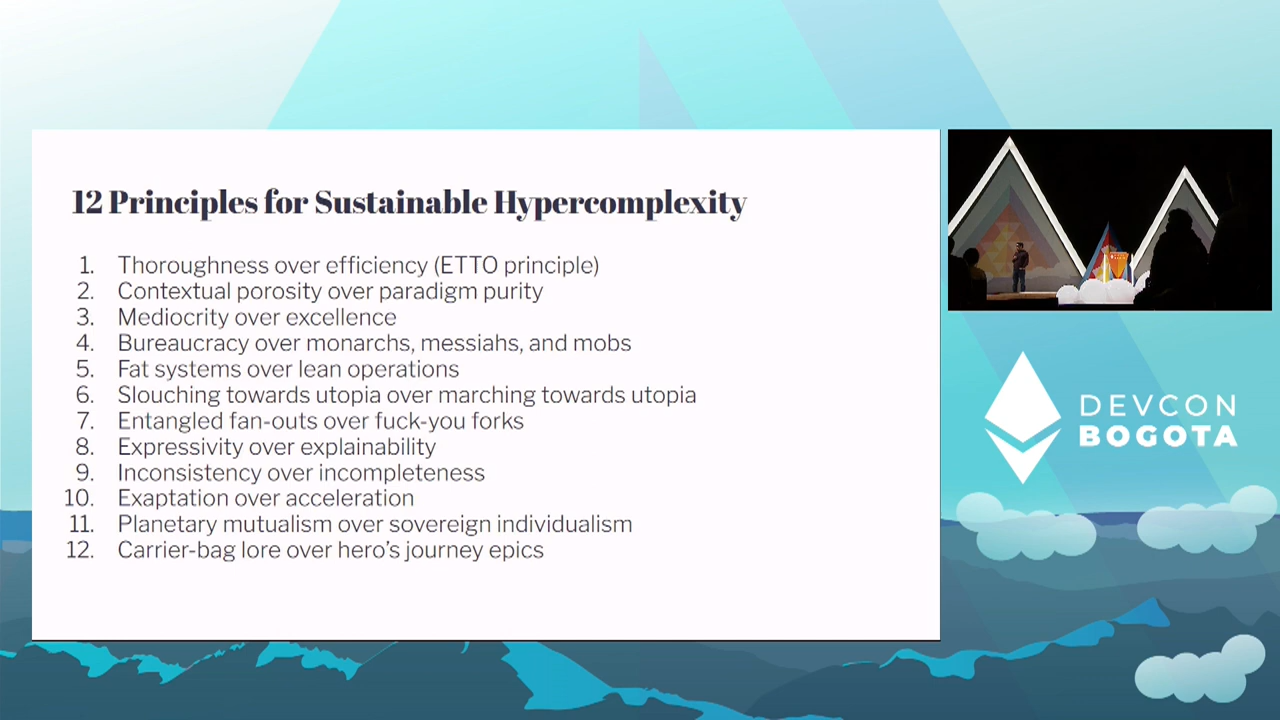 12 Principles for Sustainable Hypercomplexity
1. Thoroughness over efficiency (ETTO principle)
2. Contextual porosity over paradigm purity
3. Mediocrity over excellence
4. Bureaucracy over monarchs, messiahs, and mobs
5. Fat systems over lean operations
6. Slouching towards utopia over marching towards utopia
7. Entangled fan-outs over fuck-you forks
8. Expressivity over explainability
9. Inconsistency over incompleteness
10. Exaptation over acceleration
11. Planetary mutualism over sovereign individualism
12. Carrier-bag lore over hero’s journey epics
DEVCON
BOGOTA